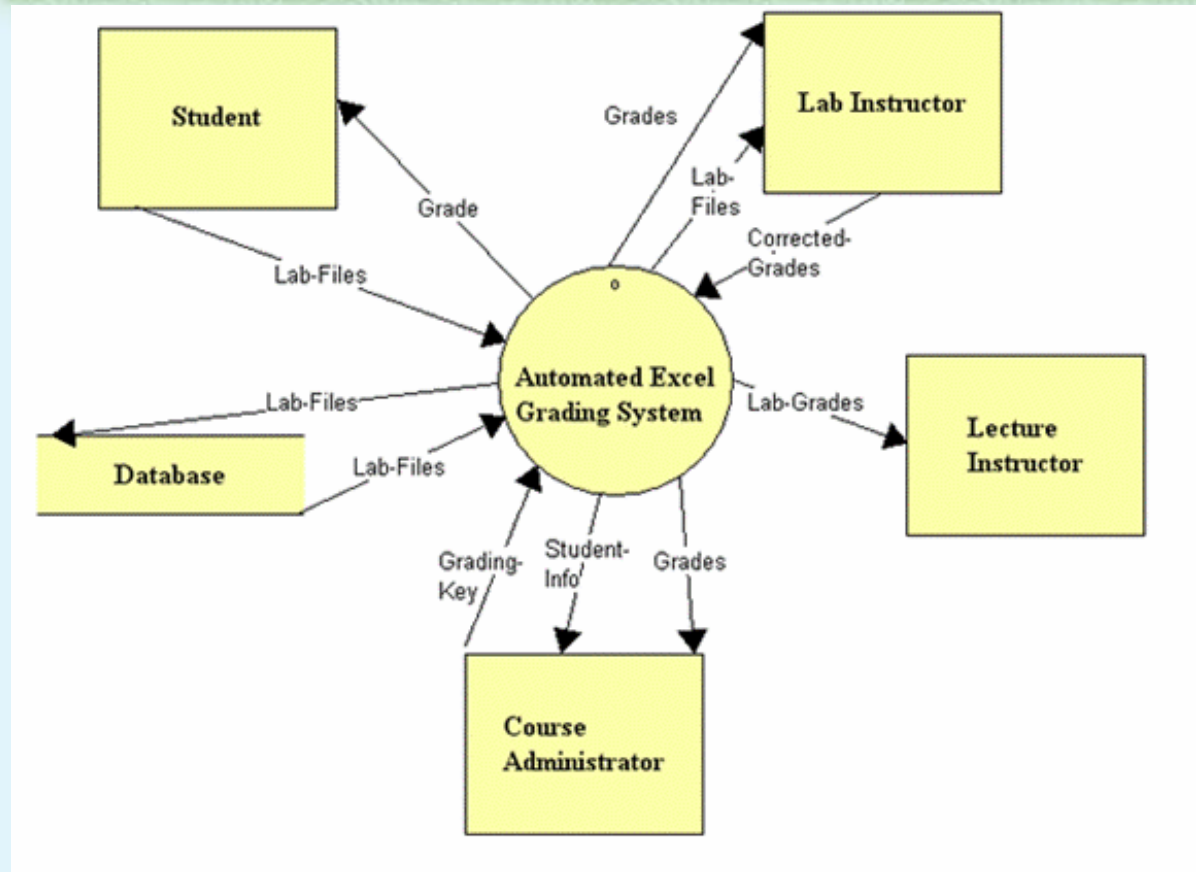 Student
Lab Instructor
Grades
Lab-
Files
Grade
Corrected-
Grades
Lab-Files
o
Automated Excel
Grading System
Lab-Files
Lab-Grades
Lecture
Instructor
Database
Lab-Files
Grading-
Key
Student-
Info
Grades
Course
Administrator